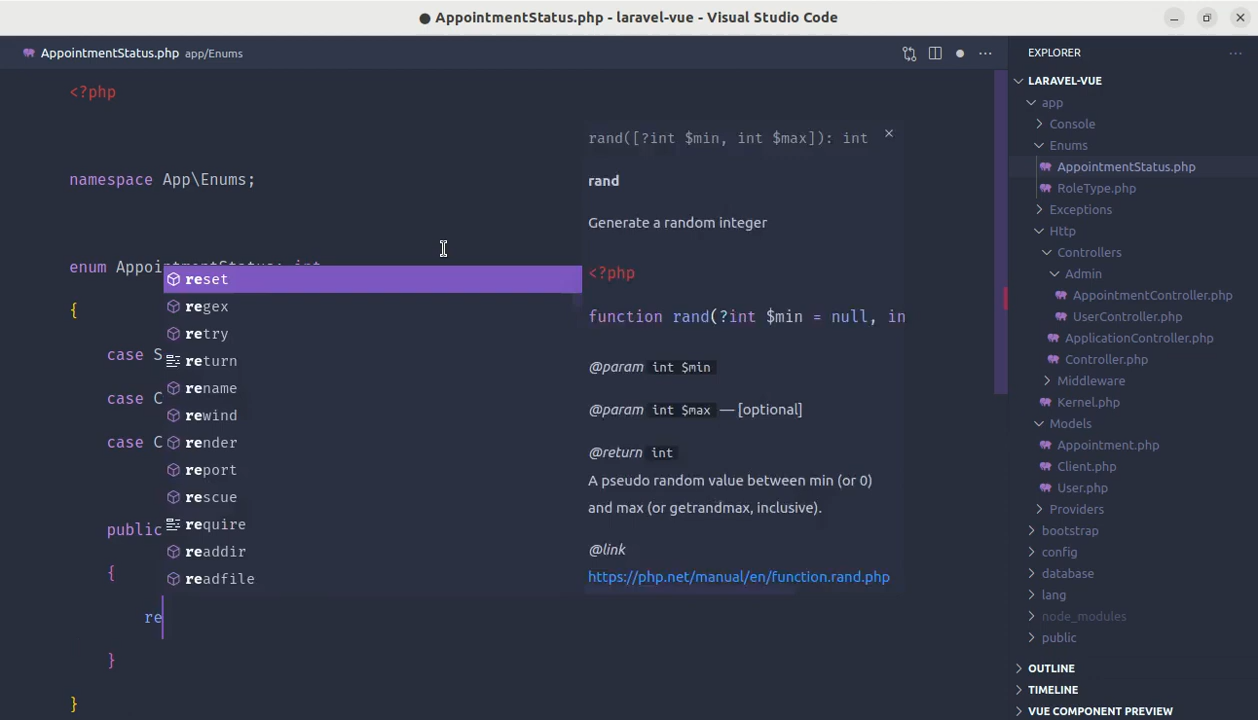 AppointmentStatus.php - laravel-vue - Visual Studio Code
AppointmentStatus.php app/Enums
<?php
namespace App\Enums;
enum AppointmentStatus: int
{
case S
case C
case C
public
{
re
}
}
reset
regex
retry
return
rename
rewind
render
report
rescue
require
readdir
readfile
rand([?int $min, int $max]): int
rand
Generate a random integer
<?php
function rand(?int $min = null, in
@param int $min
@param int $max — [optional]
@return int
A pseudo random value between min (or 0)
and max (or getrandmax, inclusive).
@link
https://php.net/manual/en/function.rand.php
EXPLORER
LARAVEL-VUE
app
Console
Enums
AppointmentStatus.php
RoleType.php
Exceptions
Http
Controllers
Admin
AppointmentController.php
UserController.php
ApplicationController.php
Controller.php
Middleware
Kernel.php
Models
Appointment.php
Client.php
User.php
Providers
bootstrap
config
database
lang
node_modules
public
OUTLINE
TIMELINE
VUE COMPONENT PREVIEW